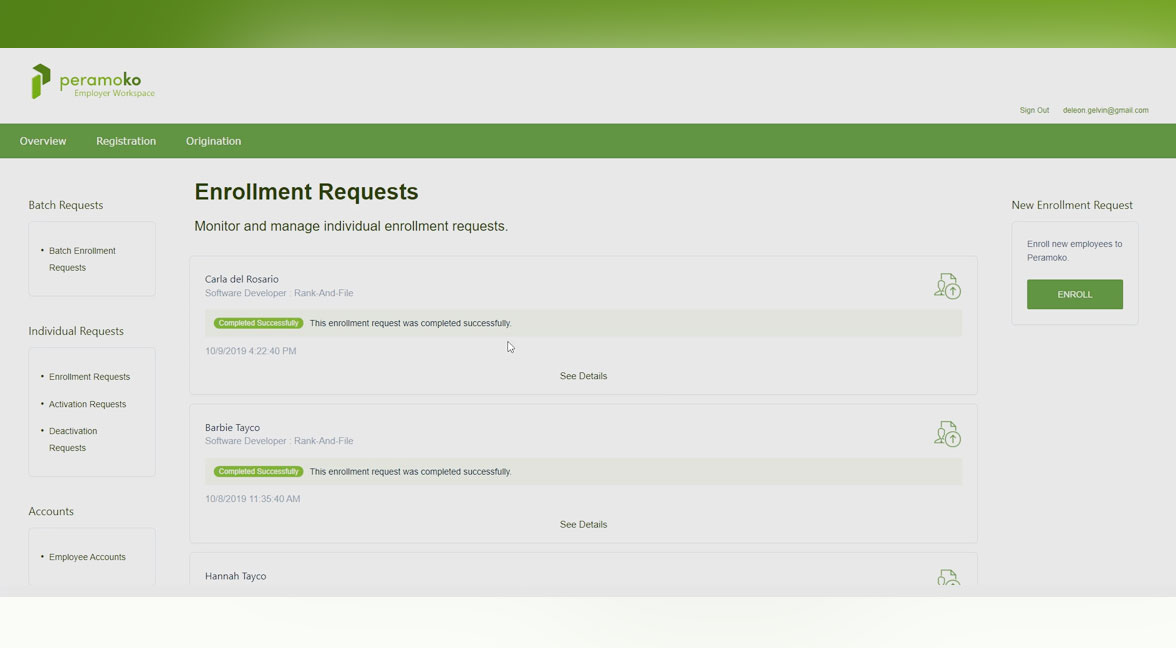 peramoko
Employer Workspace
Sign Out deleon.gelvin@gmail.com
Overview Registration Origination
Batch Requests
• Batch Enrollment
Requests
Individual Requests
• Enrollment Requests
• Activation Requests
• Deactivation
Requests
Accounts
• Employee Accounts
Enrollment Requests
Monitor and manage individual enrollment requests.
Carla del Rosario
Software Developer : Rank-And-File
Completed Successfully This enrollment request was completed successfully.
10/9/2019 4:22:40 PM
See Details
Barbie Tayco
Software Developer : Rank-And-File
Completed Successfully This enrollment request was completed successfully.
10/8/2019 11:35:40 AM
See Details
Hannah Tayco
New Enrollment Request
Enroll new employees to
Peramoko.
ENROLL